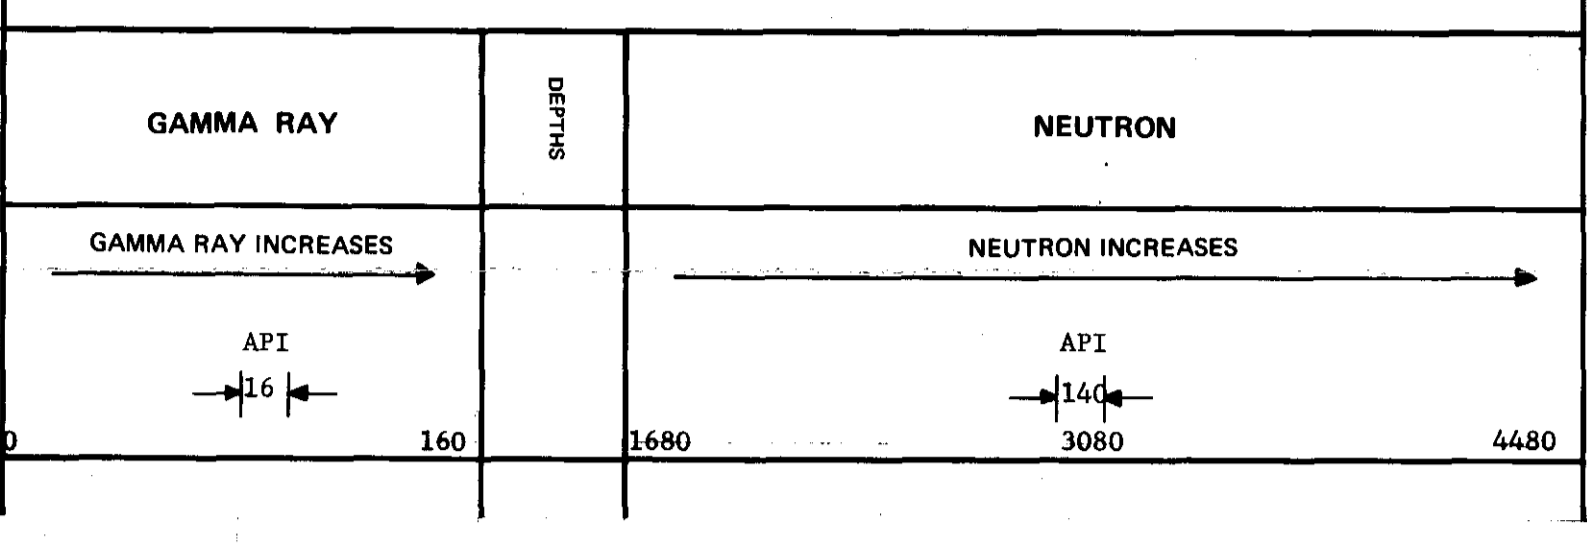 GAMMA RAY
DEPTHS
NEUTRON
GAMMA RAY INCREASES
NEUTRON INCREASES
API
API
16
140
0
160
1680
3080
4480